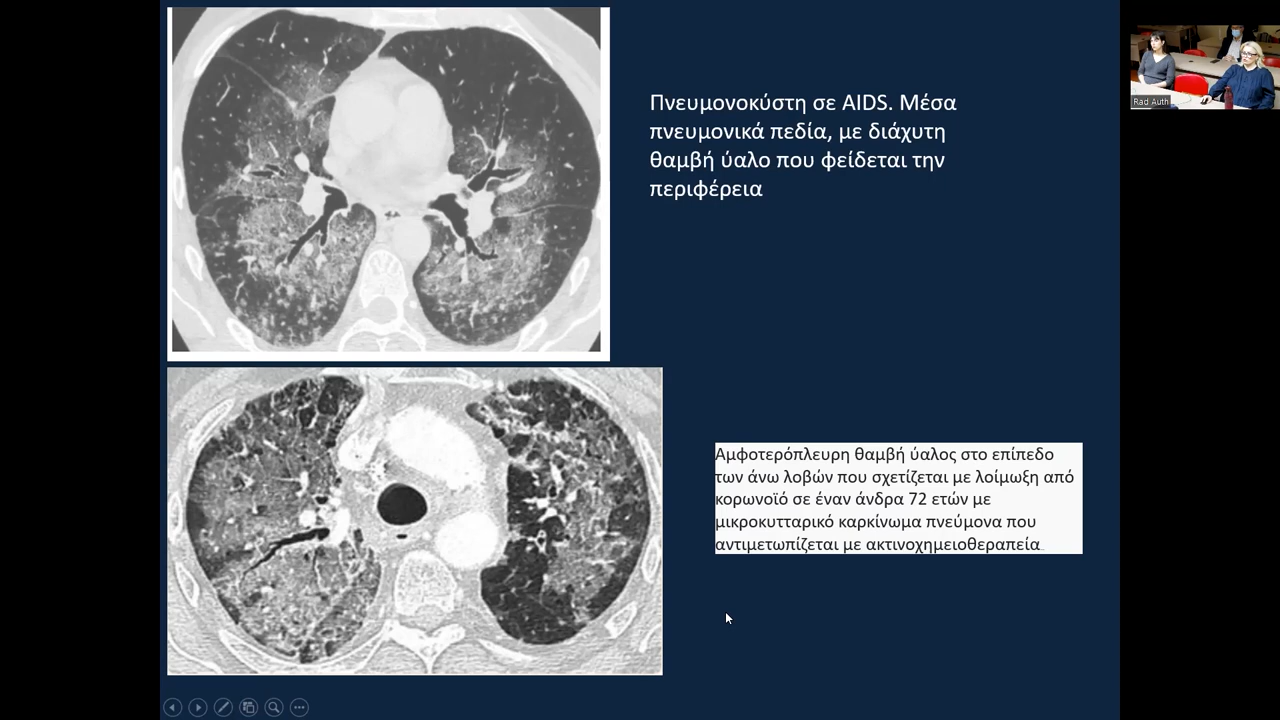 Πνευμονοκύστη σε AIDS. Μέσα
πνευμονικά πεδία, με διάχυτη
θαμβή ύαλο που φείδεται την
περιφέρεια
Rad Auth
Αμφοτερόπλευρη θαμβή ύαλος στο επίπεδο
των άνω λοβών που σχετίζεται με λοίμωξη από
κορωνοϊό σε έναν άνδρα 72 ετών με
μικροκυτταρικό καρκίνωμα πνεύμονα που
αντιμετωπίζεται με ακτινοχημειοθεραπεία